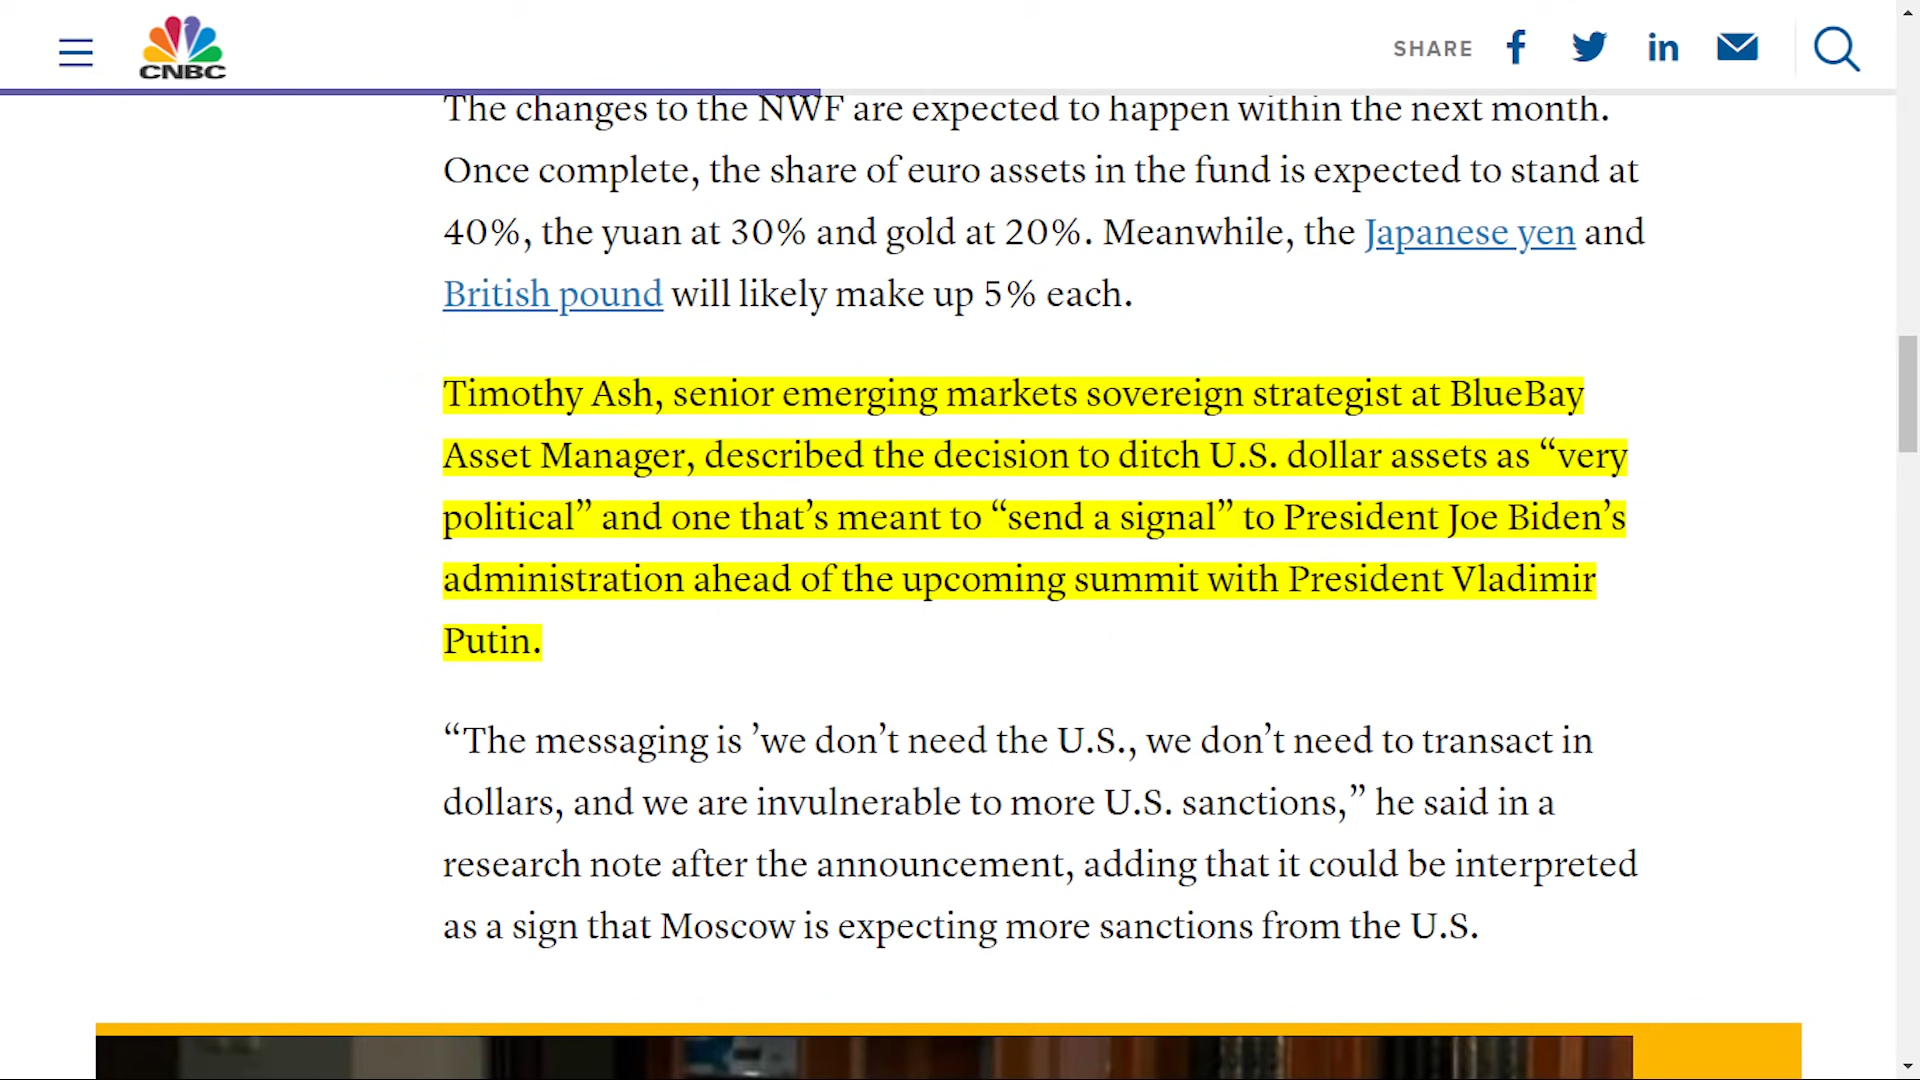 CNBC
SHARE
The changes to the NWF are expected to happen within the next month.
Once complete, the share of euro assets in the fund is expected to stand at
40%, the yuan at 30% and gold at 20%. Meanwhile, the Japanese yen and
British pound will likely make up 5% each.
Timothy Ash, senior emerging markets sovereign strategist at BlueBay
Asset Manager, described the decision to ditch U.S. dollar assets as “very
political” and one that’s meant to “send a signal” to President Joe Biden’s
administration ahead of the upcoming summit with President Vladimir
Putin.
“The messaging is ’we don’t need the U.S., we don’t need to transact in
dollars, and we are invulnerable to more U.S. sanctions,” he said in a
research note after the announcement, adding that it could be interpreted
as a sign that Moscow is expecting more sanctions from the U.S.